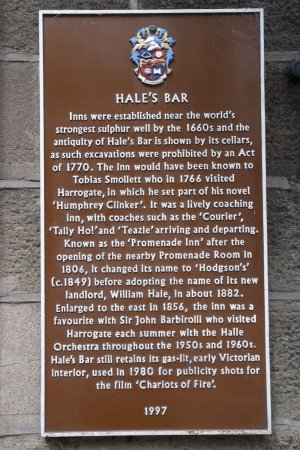 HALE'S BAR
Inns were established near the world's
strongest sulphur well by the 1660s and the
antiquity of Hale's Bar is shown by its cellars,
as such excavations were prohibited by an Act
of 1770. The Inn would have been known to
Tobias Smollett who in 1766 visited
Harrogate, in which he set part of his novel
'Humphrey Clinker'. It was a lively coaching
Inn, with coaches such as the 'Courier',
'Tally Ho!' and 'Teazle' arriving and departing.
Known as the 'Promenade Inn' after the
opening of the nearby Promenade Room in
1806, it changed its name to 'Hodgson's'
(c.1849) before adopting the name of its new
landlord, William Hale, in about 1882.
Enlarged to the east in 1856, the inn was a
favourite with Sir John Barbirolli who visited
Harrogate each summer with the Halle
Orchestra throughout the 1950s and 1960s.
Hale's Bar still retains its gas-lit, early Victorian
interior, used in 1980 for publicity shots for
the film 'Chariots of Fire'.
1997